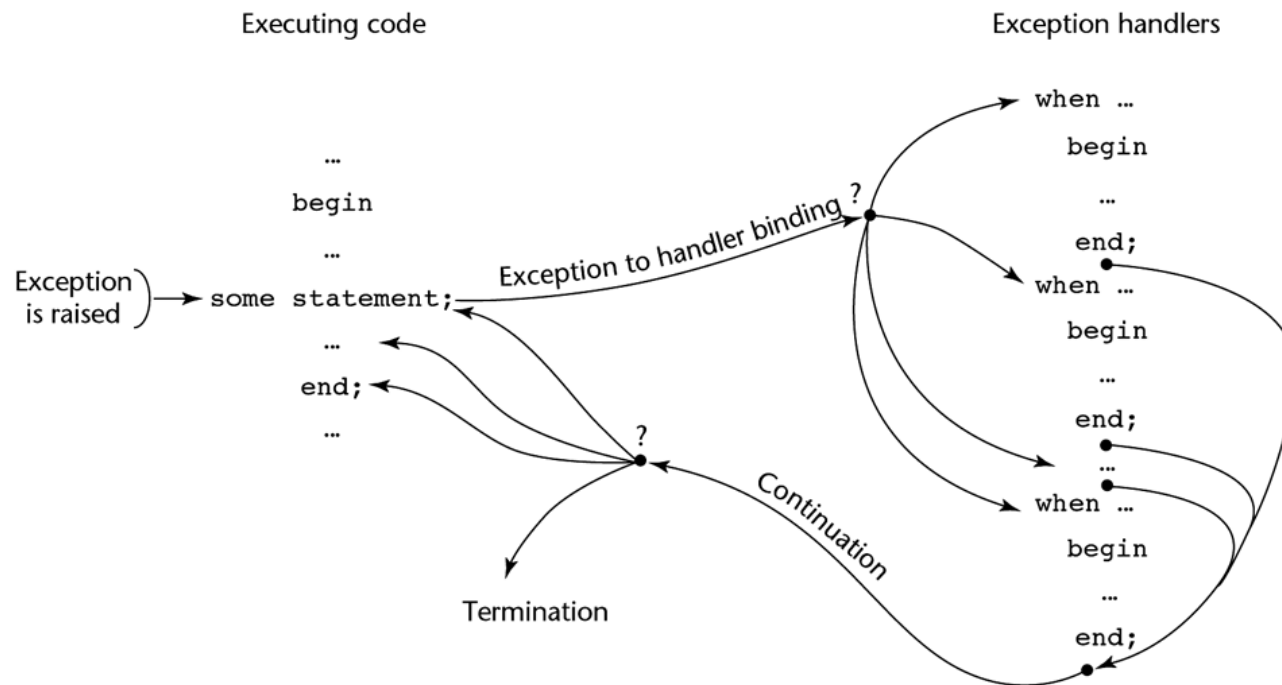 Executing code
Exception handlers
…
begin
…
Exception
is raised
some statement;
…
end;
…
Exception to handler binding
?
when …
begin
…
end;
when …
begin
…
end;
…
when …
begin
…
end;
Continuation
?
Termination